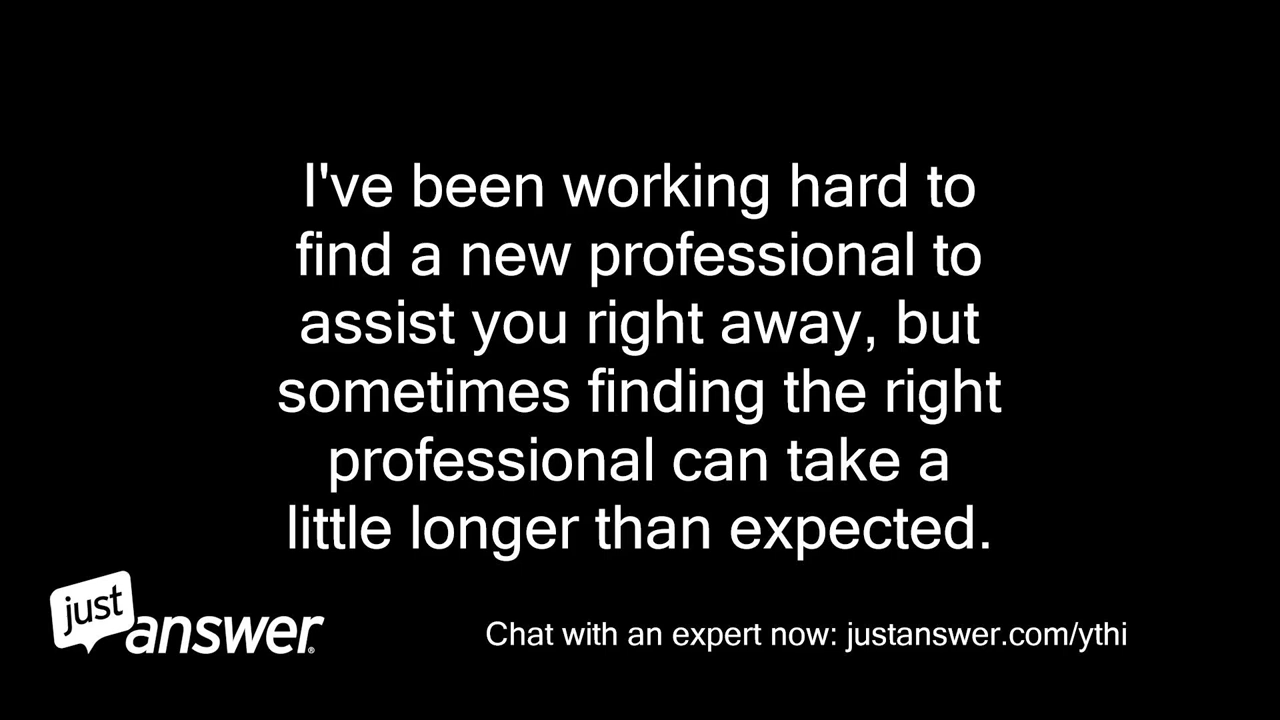 I've been working hard to
find a new professional to
assist you right away, but
sometimes finding the right
professional can take a
little longer than expected.
just
answer®
Chat with an expert now: justanswer.com/ythi